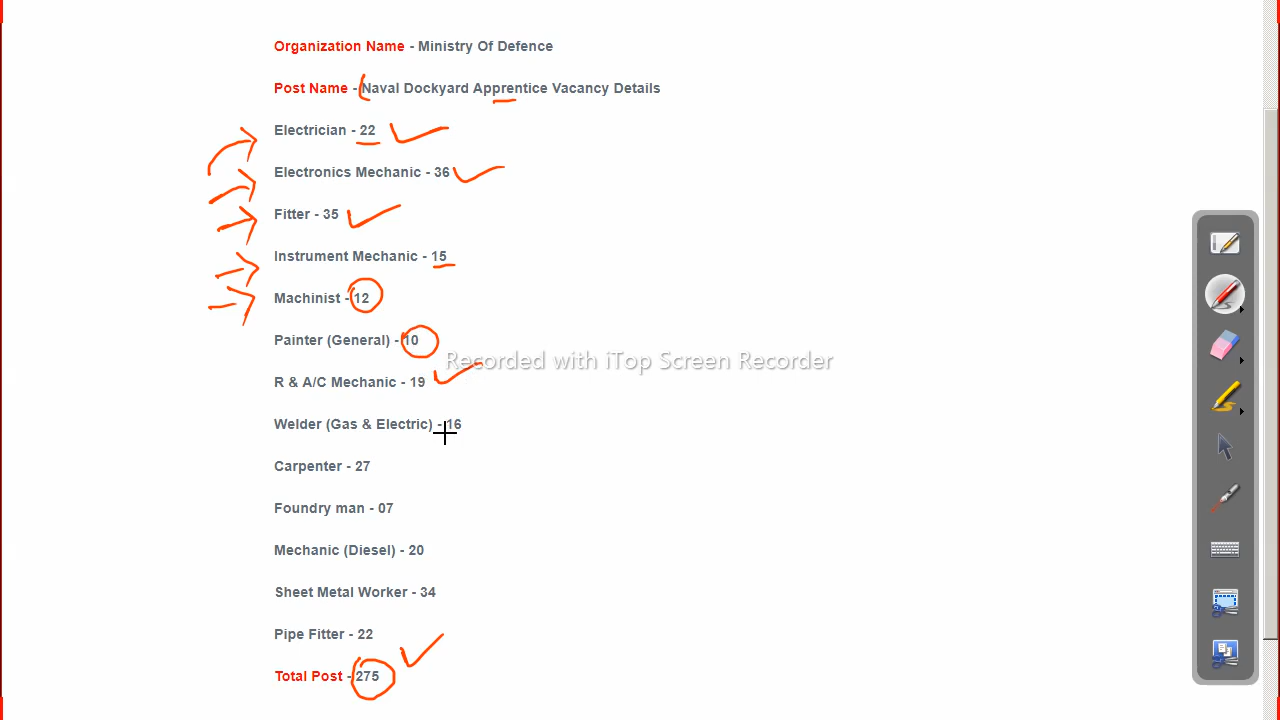 Organization Name - Ministry Of Defence
Post Name - Naval Dockyard Apprentice Vacancy Details
Electrician - 22
Electronics Mechanic - 36
Fitter - 35
Instrument Mechanic - 15
Machinist - 12
Painter (General) - 10
Recorded with iTop Screen Recorder
R & A/C Mechanic - 19
Welder (Gas & Electric) - 16
Carpenter - 27
Foundry man - 07
Mechanic (Diesel) - 20
Sheet Metal Worker - 34
Pipe Fitter - 22
Total Post - 275